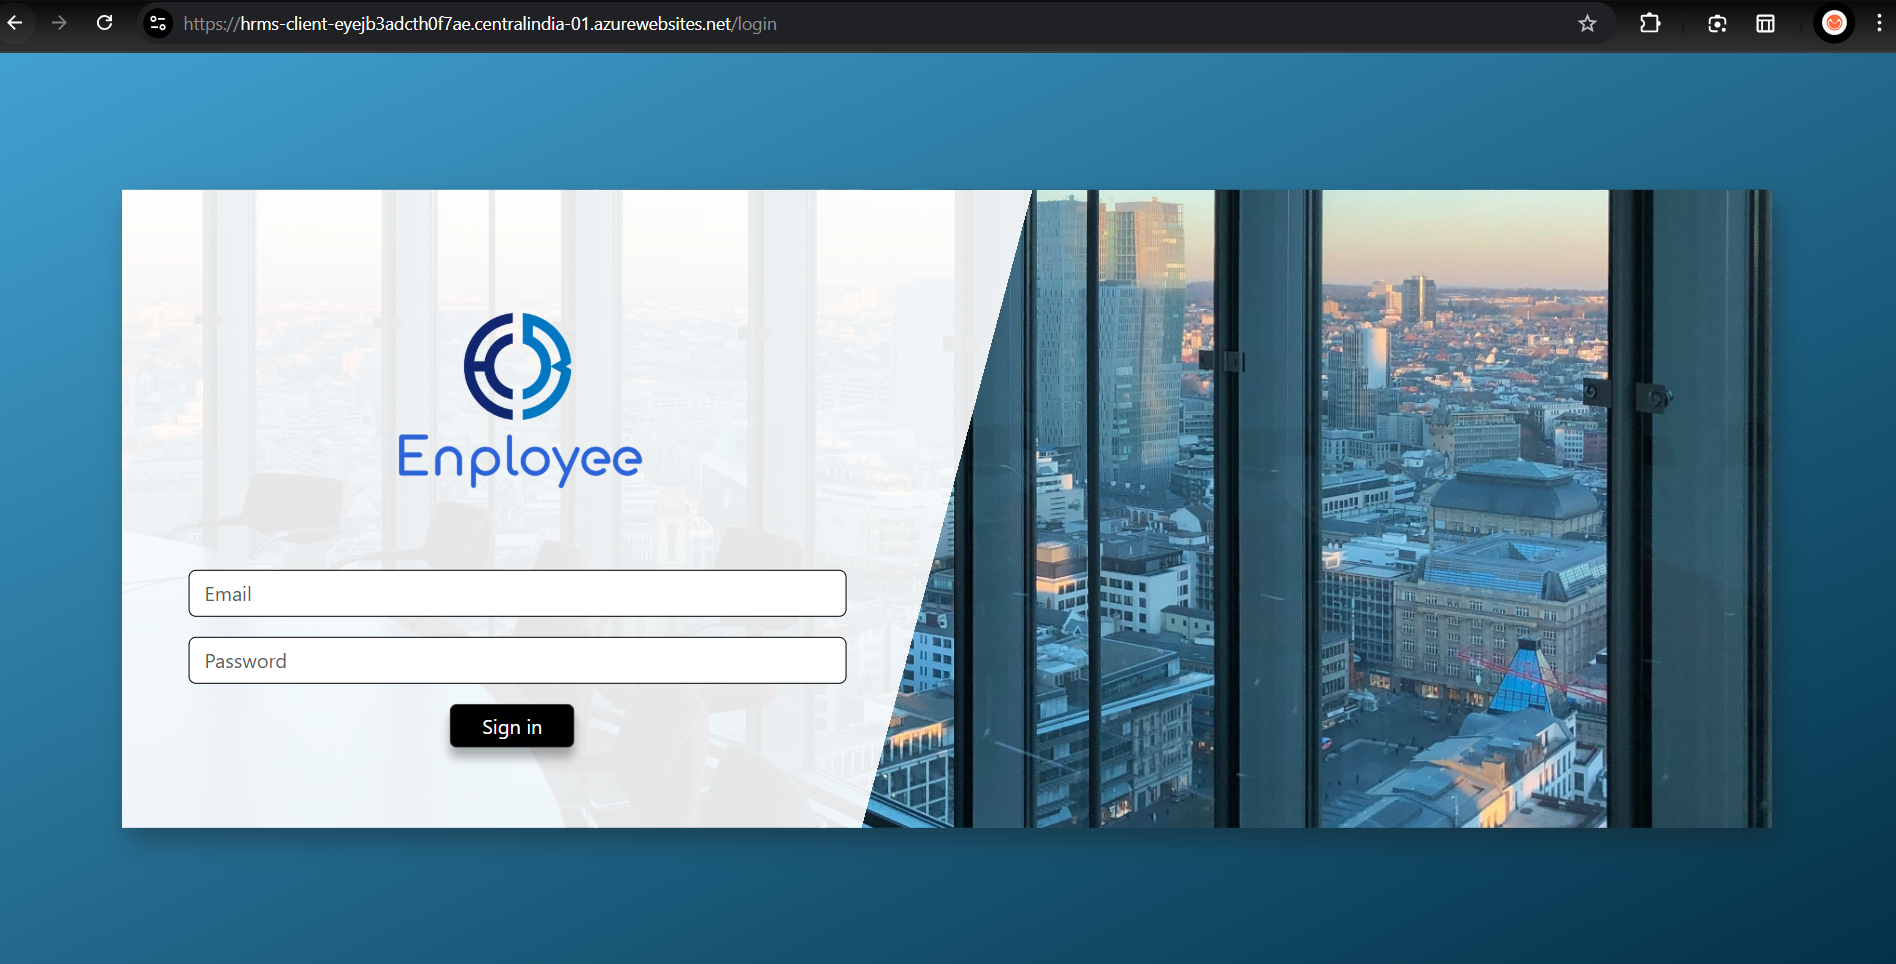 https://hrms-client-eyejb3adcth0f7ae.centralindia-01.azurewebsites.net/login
Enployee
Email
Password
Sign in